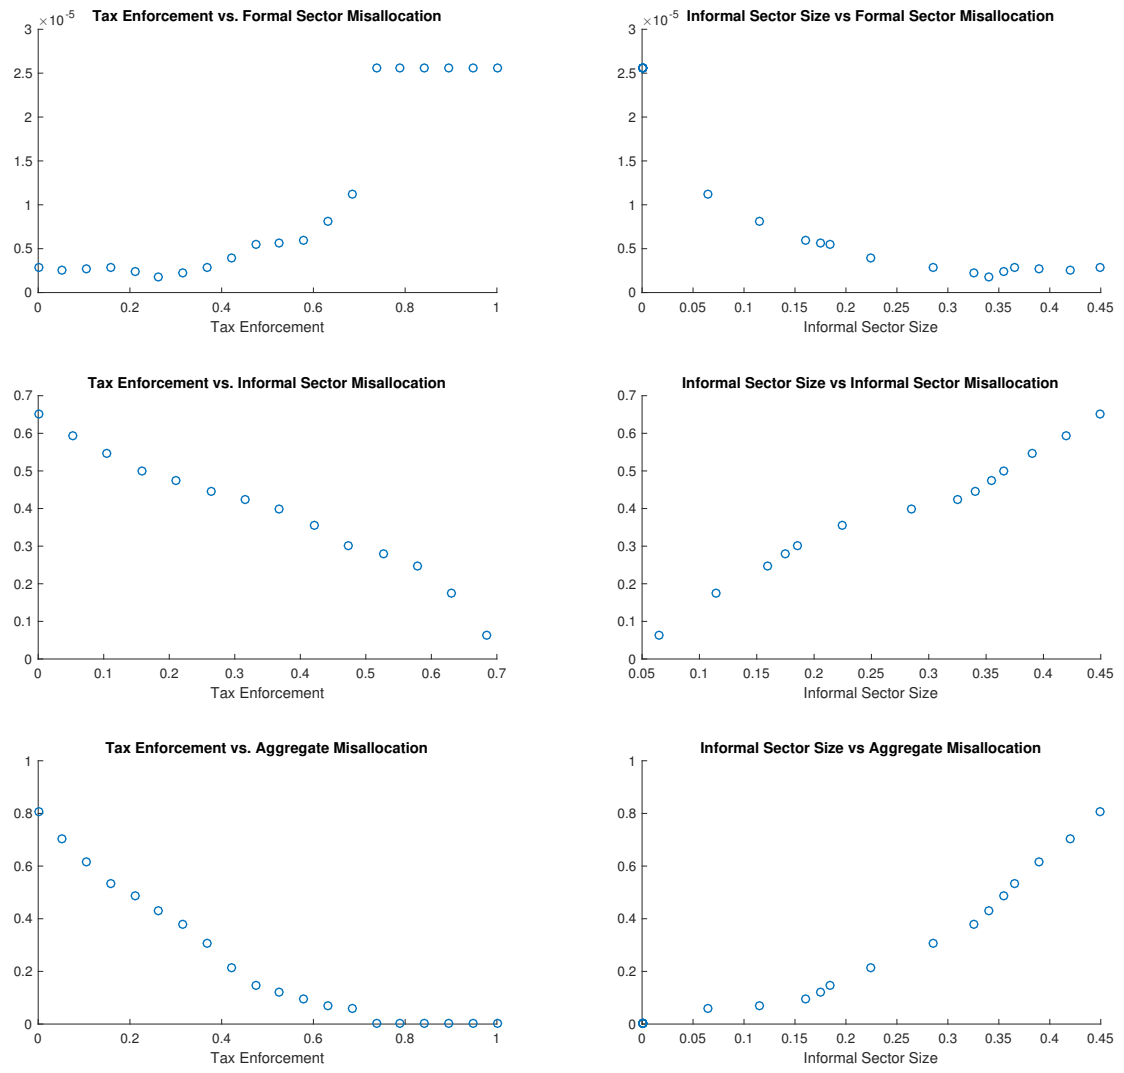 Tax Enforcement vs. Formal Sector Misallocation
×10^-5
3
2.5
2
1.5
1
0.5
0
0 0.2 0.4 0.6 0.8 1
Tax Enforcement
Informal Sector Size vs Formal Sector Misallocation
×10^-5
3
2.5
2
1.5
1
0.5
0
0 0.05 0.1 0.15 0.2 0.25 0.3 0.35 0.4 0.45
Informal Sector Size
Tax Enforcement vs. Informal Sector Misallocation
0.7
0.6
0.5
0.4
0.3
0.2
0.1
0
0 0.1 0.2 0.3 0.4 0.5 0.6 0.7
Tax Enforcement
Informal Sector Size vs Informal Sector Misallocation
0.7
0.6
0.5
0.4
0.3
0.2
0.1
0
0.05 0.1 0.15 0.2 0.25 0.3 0.35 0.4 0.45
Informal Sector Size
Tax Enforcement vs. Aggregate Misallocation
1
0.8
0.6
0.4
0.2
0
0 0.2 0.4 0.6 0.8 1
Tax Enforcement
Informal Sector Size vs Aggregate Misallocation
1
0.8
0.6
0.4
0.2
0
0 0.05 0.1 0.15 0.2 0.25 0.3 0.35 0.4 0.45
Informal Sector Size